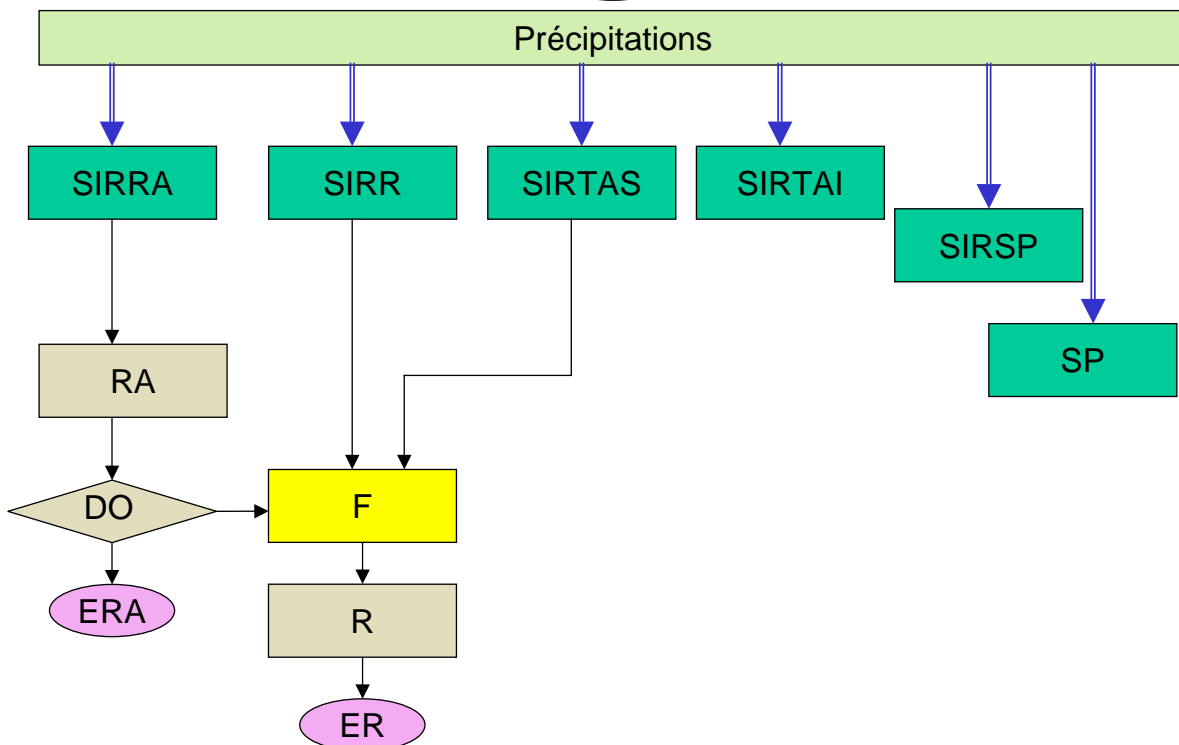 Précipitations
SIRRA
SIRR
SIRTAS
SIRTAI
SIRSP
SP
RA
DO
F
ERA
R
ER